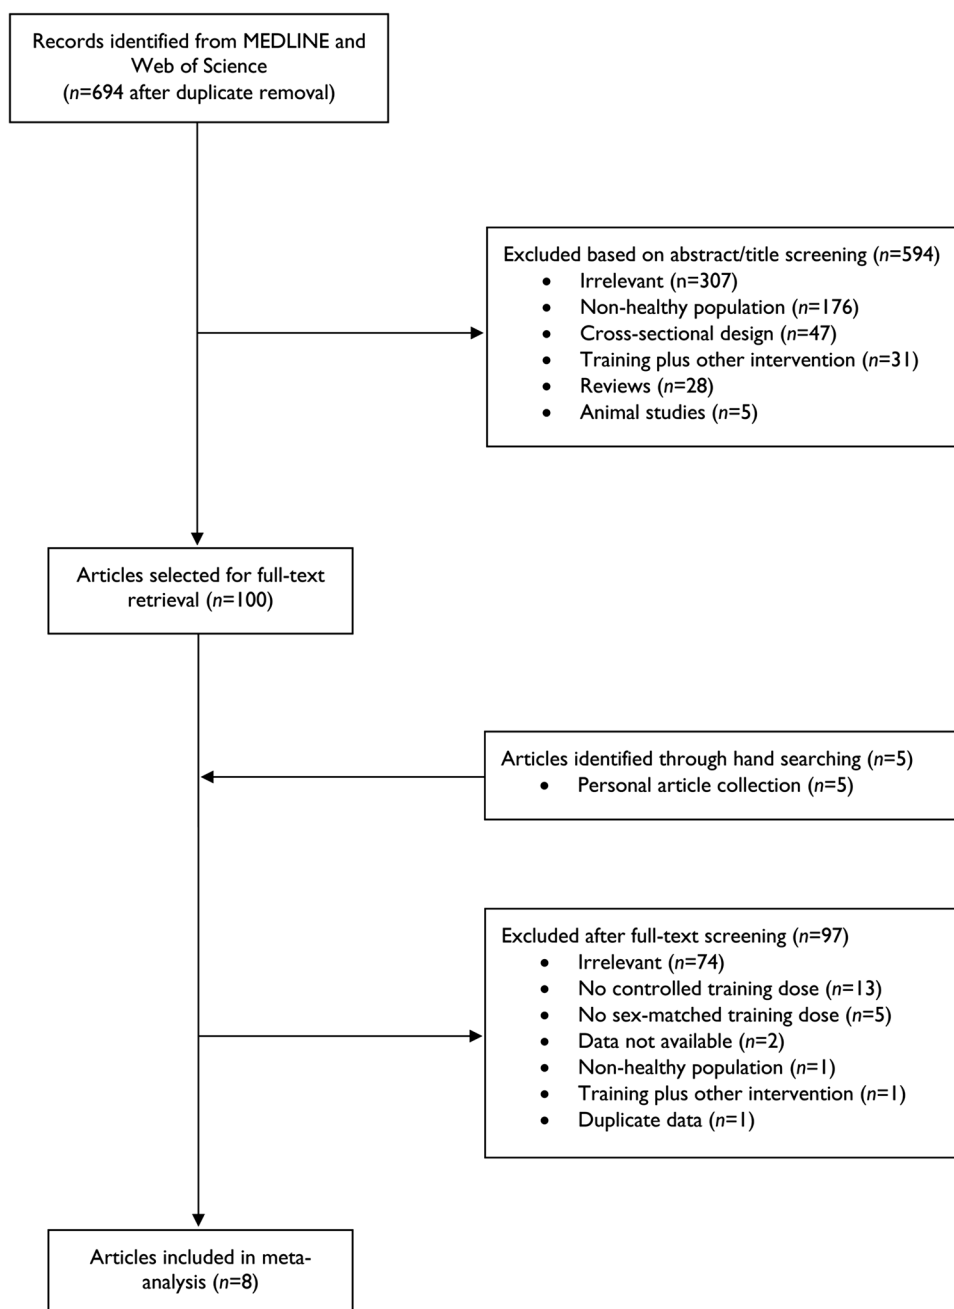 Records identified from MEDLINE and
Web of Science
(n=694 after duplicate removal)
Excluded based on abstract/title screening (n=594)
• Irrelevant (n=307)
• Non-healthy population (n=176)
• Cross-sectional design (n=47)
• Training plus other intervention (n=31)
• Reviews (n=28)
• Animal studies (n=5)
Articles selected for full-text
retrieval (n=100)
Articles identified through hand searching (n=5)
• Personal article collection (n=5)
Excluded after full-text screening (n=97)
• Irrelevant (n=74)
• No controlled training dose (n=13)
• No sex-matched training dose (n=5)
• Data not available (n=2)
• Non-healthy population (n=1)
• Training plus other intervention (n=1)
• Duplicate data (n=1)
Articles included in meta-
analysis (n=8)